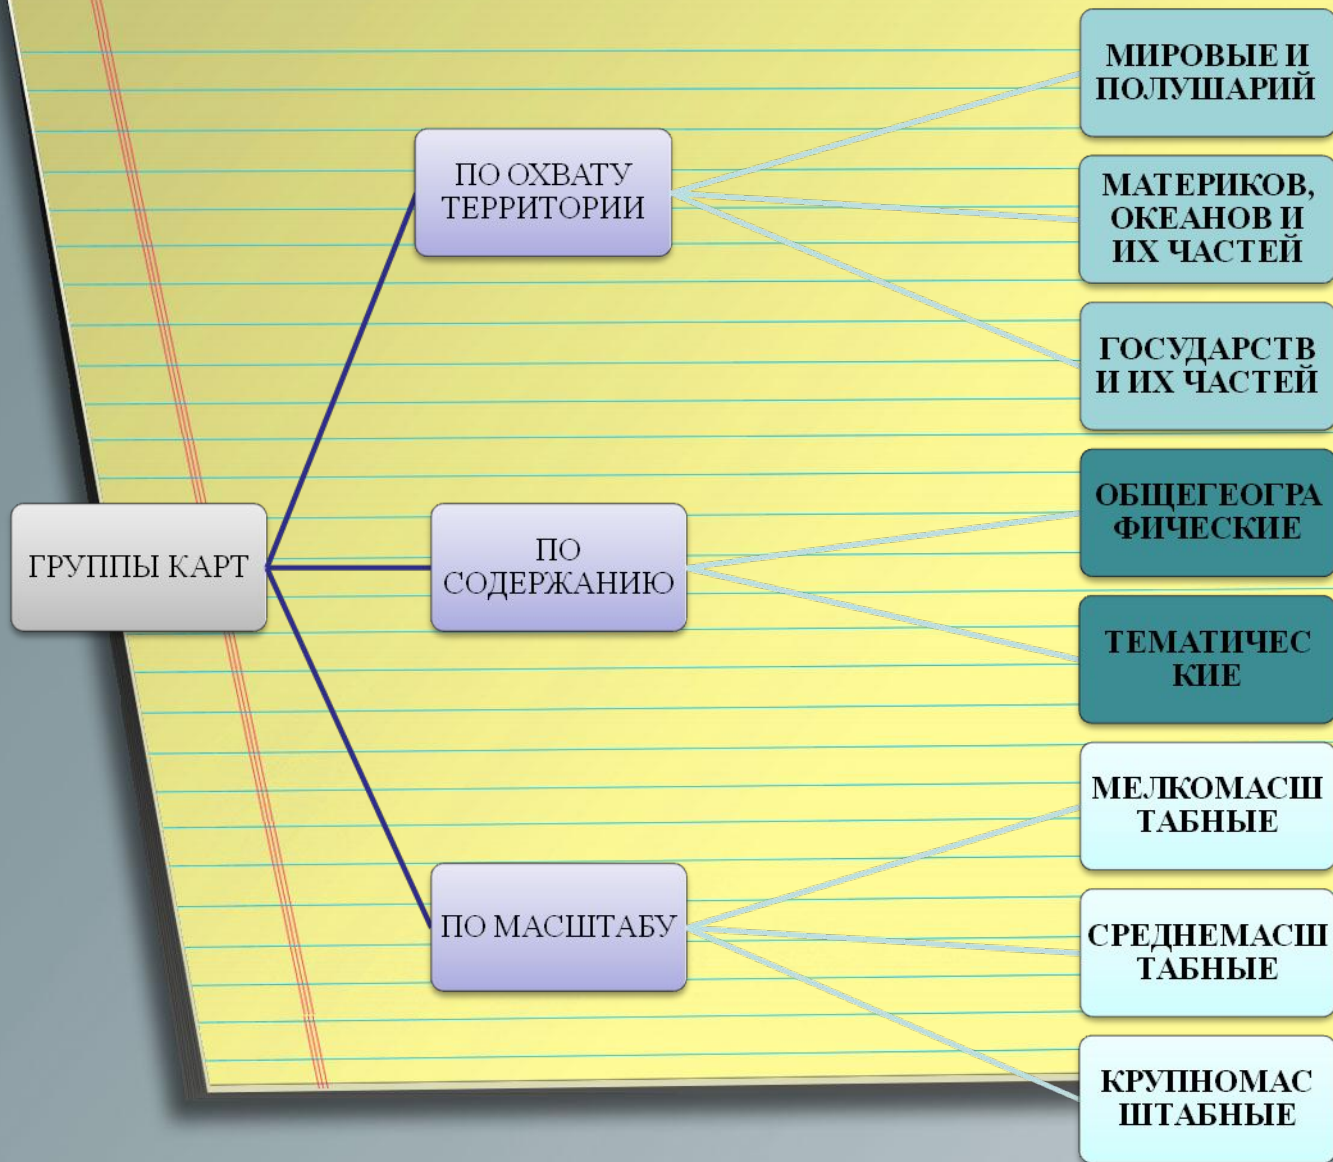 ГРУППЫ КАРТ
ПО ОХВАТУ
ТЕРРИТОРИИ
МИРОВЫЕ И
ПОЛУШАРИЙ
МАТЕРИКОВ,
ОКЕАНОВ И
ИХ ЧАСТЕЙ
ГОСУДАРСТВ
И ИХ ЧАСТЕЙ
ПО
СОДЕРЖАНИЮ
ОБЩЕГЕОГРА
ФИЧЕСКИЕ
ТЕМАТИЧЕС
КИЕ
ПО МАСШТАБУ
МЕЛКОМАСШ
ТАБНЫЕ
СРЕДНЕМАСШ
ТАБНЫЕ
КРУПНОМАС
ШТАБНЫЕ